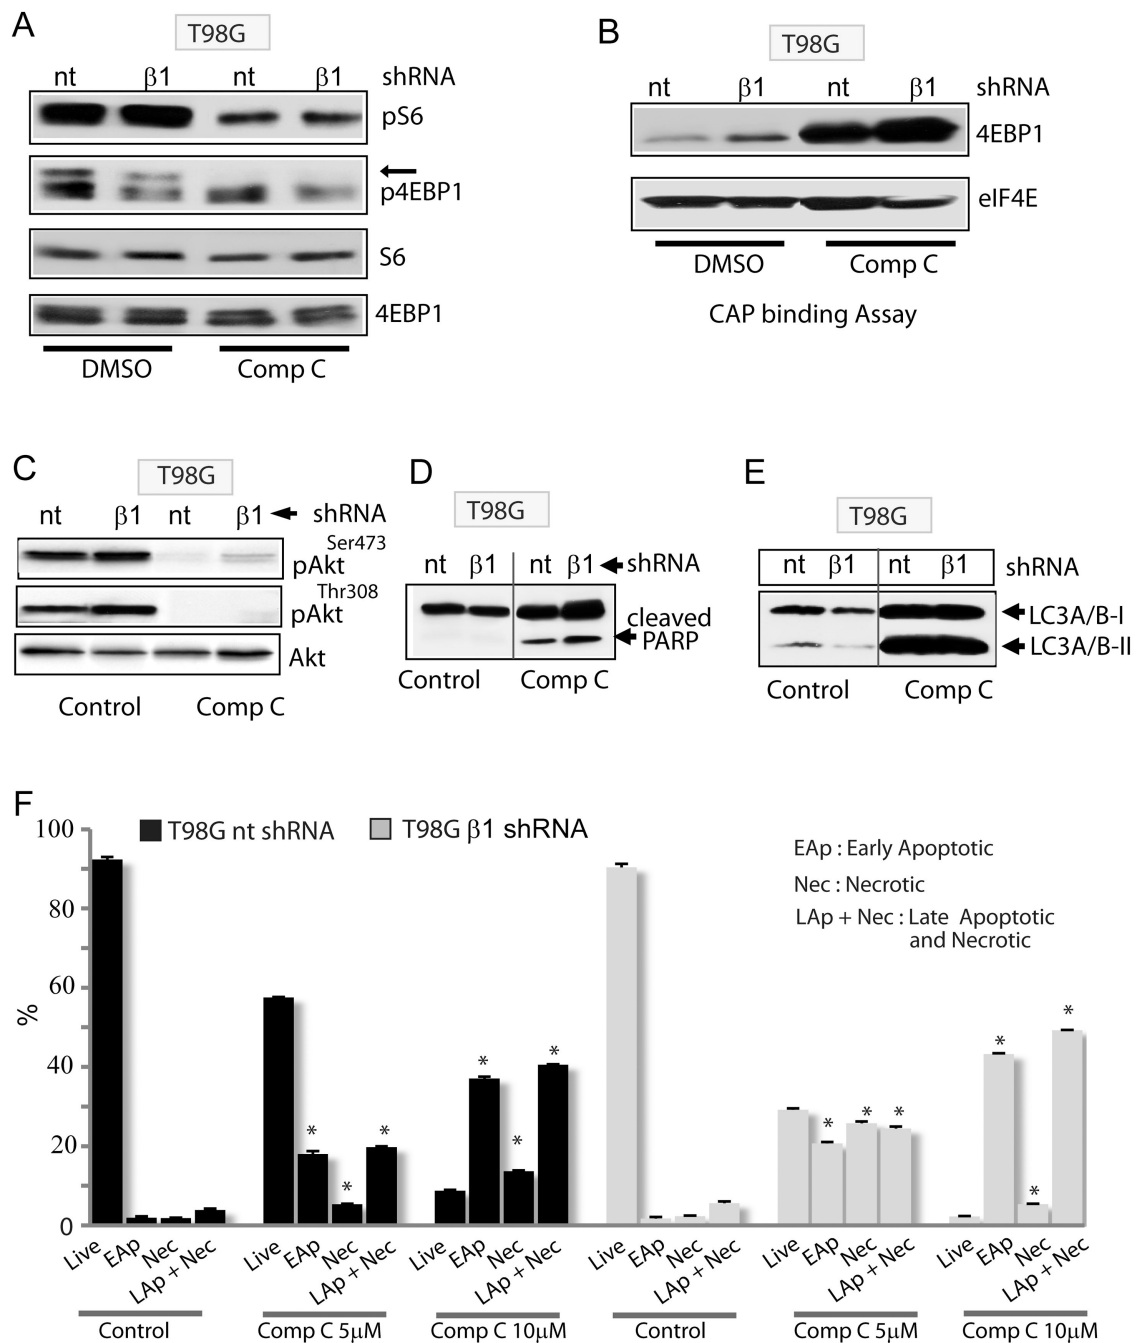 A
T98G
nt β1 nt β1 shRNA
pS6
p4EBP1
S6
4EBP1
DMSO Comp C
B
T98G
nt β1 nt β1 shRNA
4EBP1
eIF4E
DMSO Comp C
CAP binding Assay
C
T98G
nt β1 nt β1 shRNA
pAkt Ser473
pAkt Thr308
Akt
Control Comp C
D
T98G
nt β1 nt β1 shRNA
cleaved
PARP
Control Comp C
E
T98G
nt β1 nt β1 shRNA
LC3A/B-I
LC3A/B-II
Control Comp C
F
T98G nt shRNA T98G β1 shRNA
EAp : Early Apoptotic
Nec : Necrotic
LAp + Nec : Late Apoptotic
and Necrotic
%
100
80
60
40
20
0
* * * * * * * * * * * *
Live EAp Nec LAp + Nec Live EAp Nec LAp + Nec Live EAp Nec LAp + Nec Live EAp Nec LAp + Nec Live EAp Nec LAp + Nec Live EAp Nec LAp + Nec
Control Comp C 5μM Comp C 10μM Control Comp C 5μM Comp C 10μM